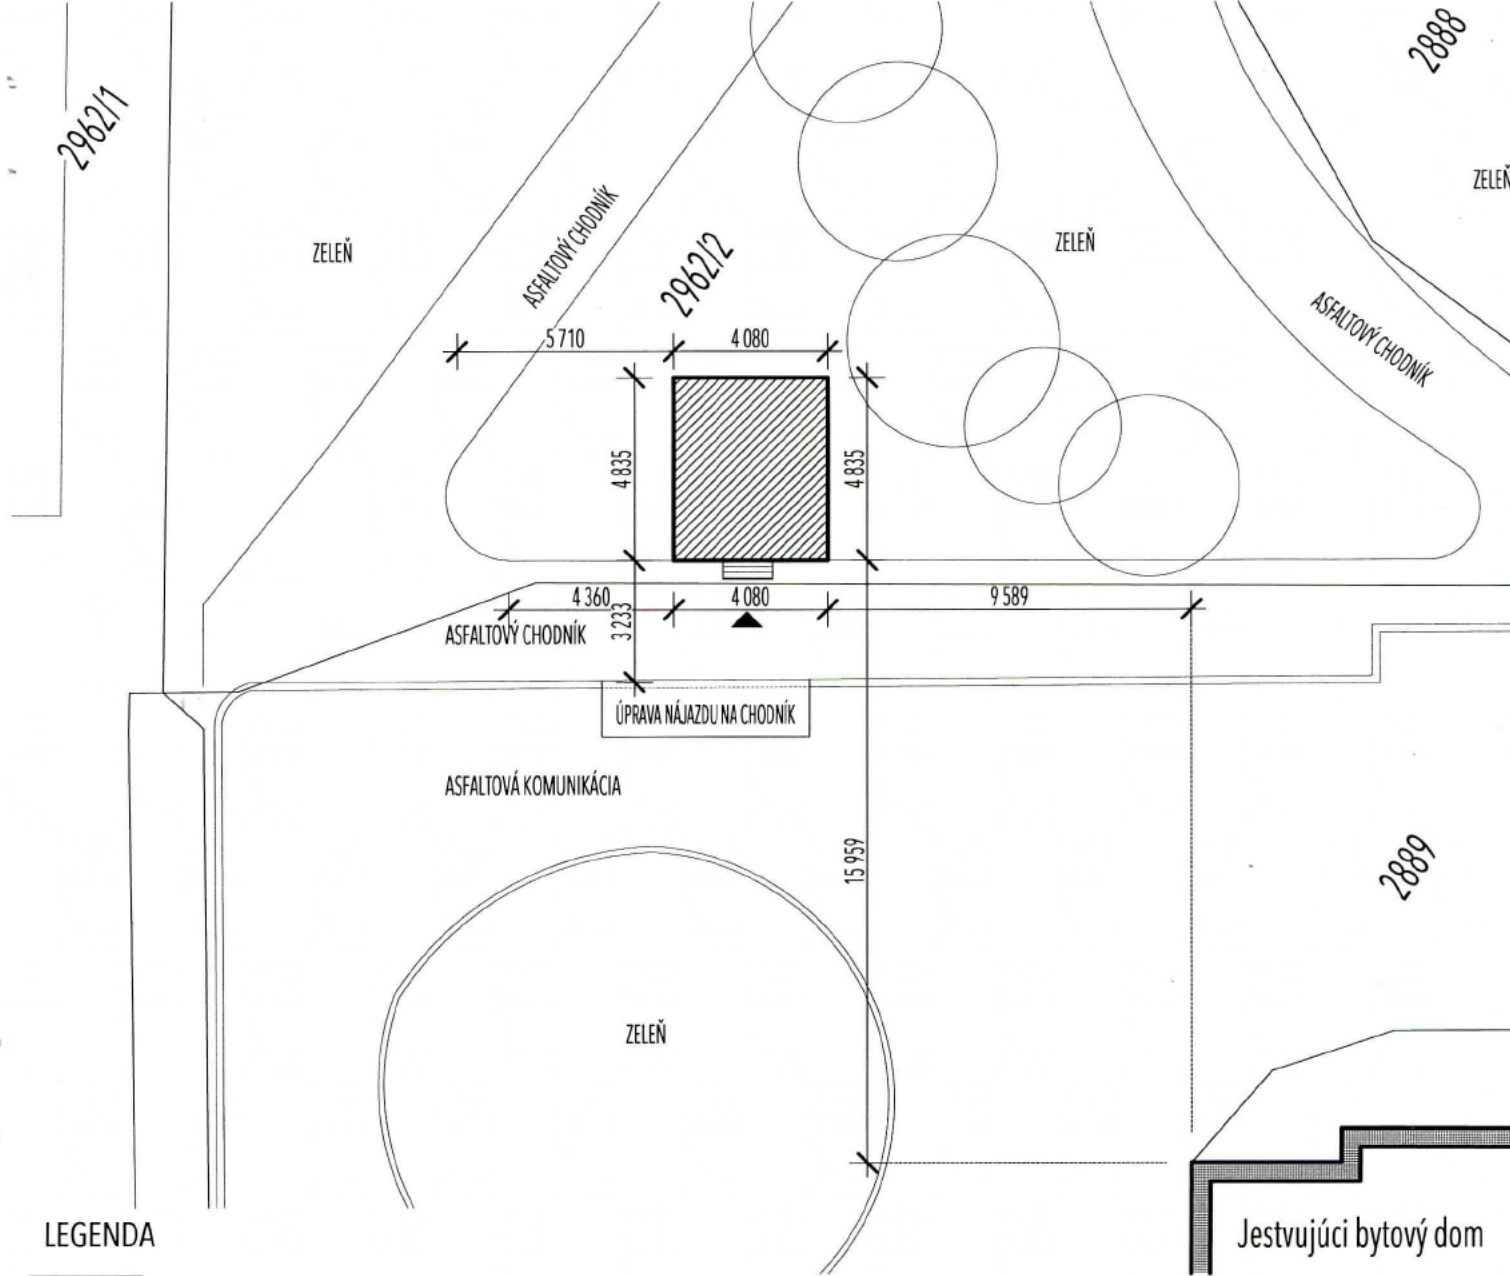 2888
2962/1
ZELEŇ
ASFALTOVÝ CHODNÍK
ZELEŇ
2962/2
ZELEŇ
ASFALTOVÝ CHODNÍK
5 710
4 080
4 835
4 835
4 360
4 080
9 589
3 233
ASFALTOVÝ CHODNÍK
ÚPRAVA NÁJAZDU NA CHODNÍK
ASFALTOVÁ KOMUNIKÁCIA
15 959
2889
ZELEŇ
LEGENDA
Jestvujúci bytový dom